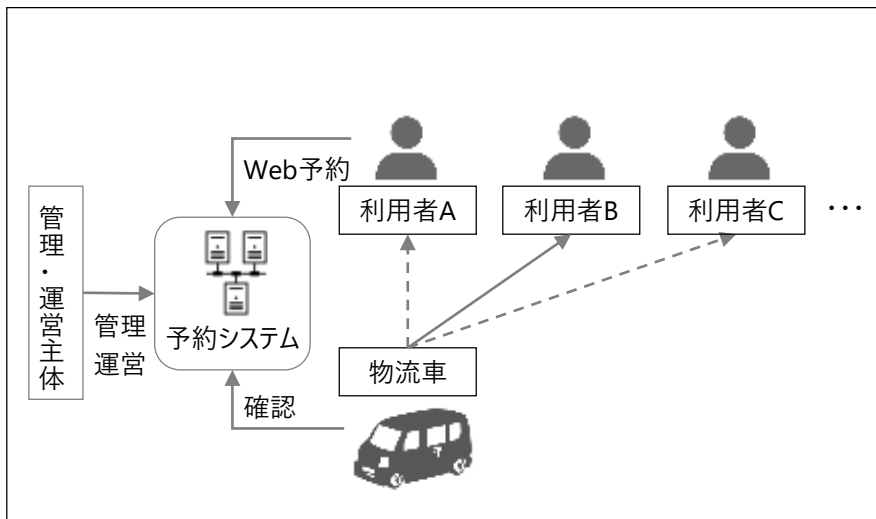 Web予約
利用者A
利用者B
利用者C
・・・
管理・運営主体
管理
運営
予約システム
物流車
確認
〒